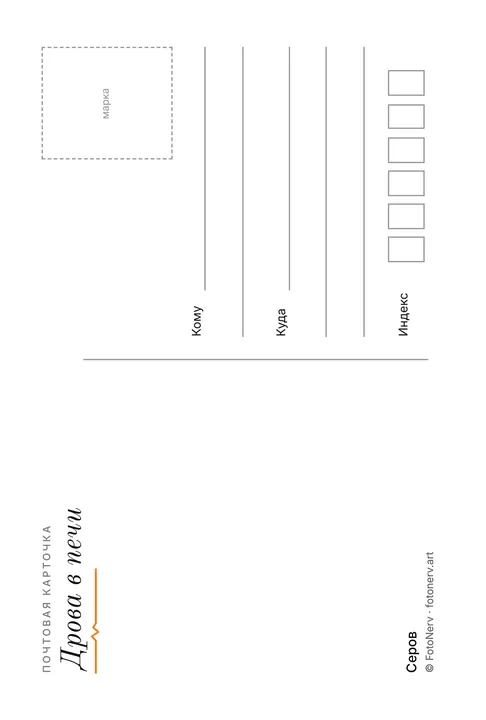 ПОЧТОВАЯ КАРТОЧКА
Дрова в печи
марка
Кому
Куда
Индекс
Серов
© FotoNerv · fotonerv.art